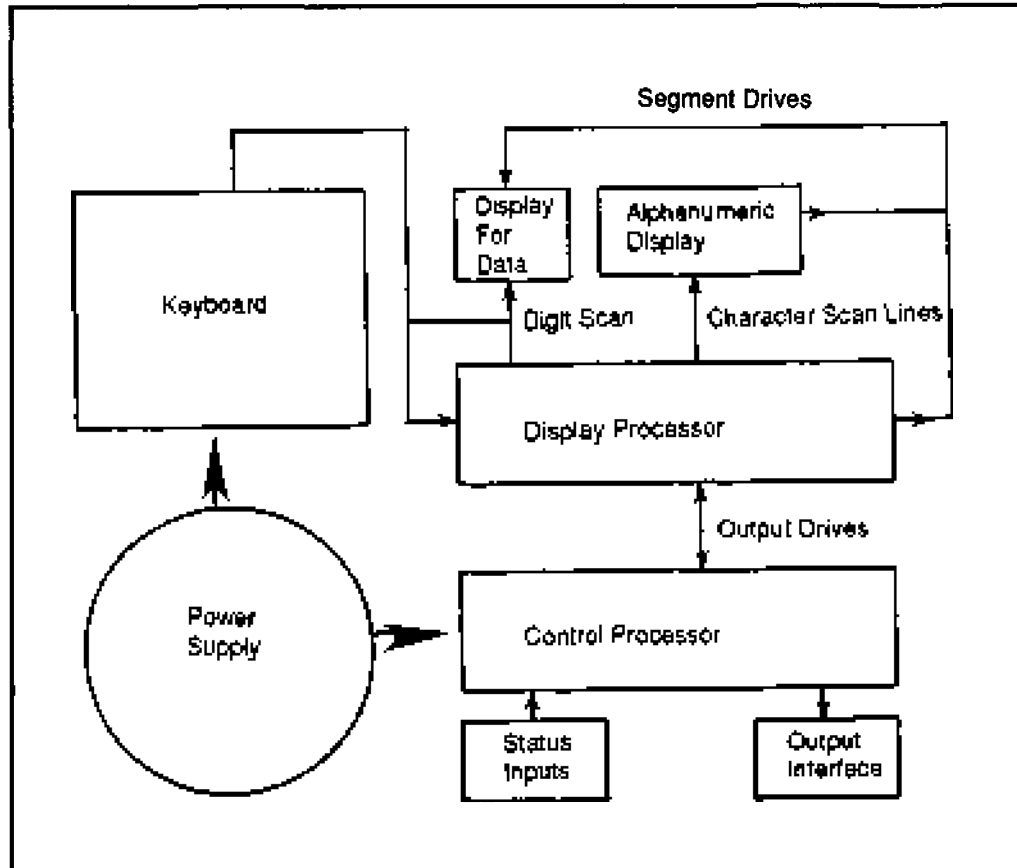 Segment Drives
Display
For
Data
Alphanumeric
Display
Keyboard
Digit Scan
Character Scan Lines
Display Processor
Output Drives
Power
Supply
Control Processor
Status
Inputs
Output
Interface